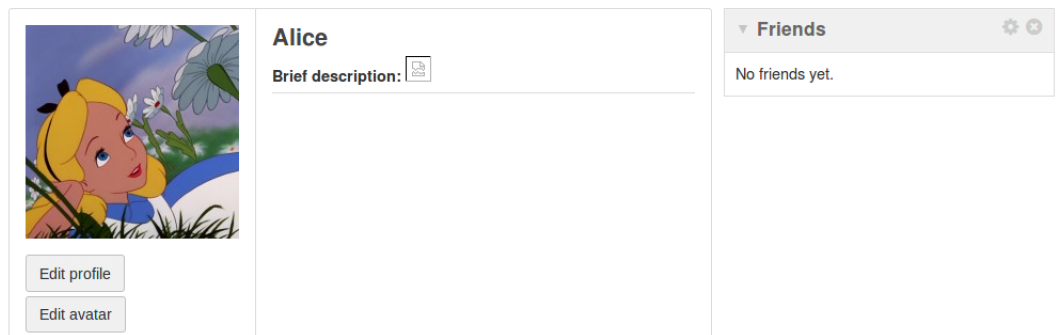 Alice
Brief description:
Edit profile
Edit avatar
Friends
No friends yet.